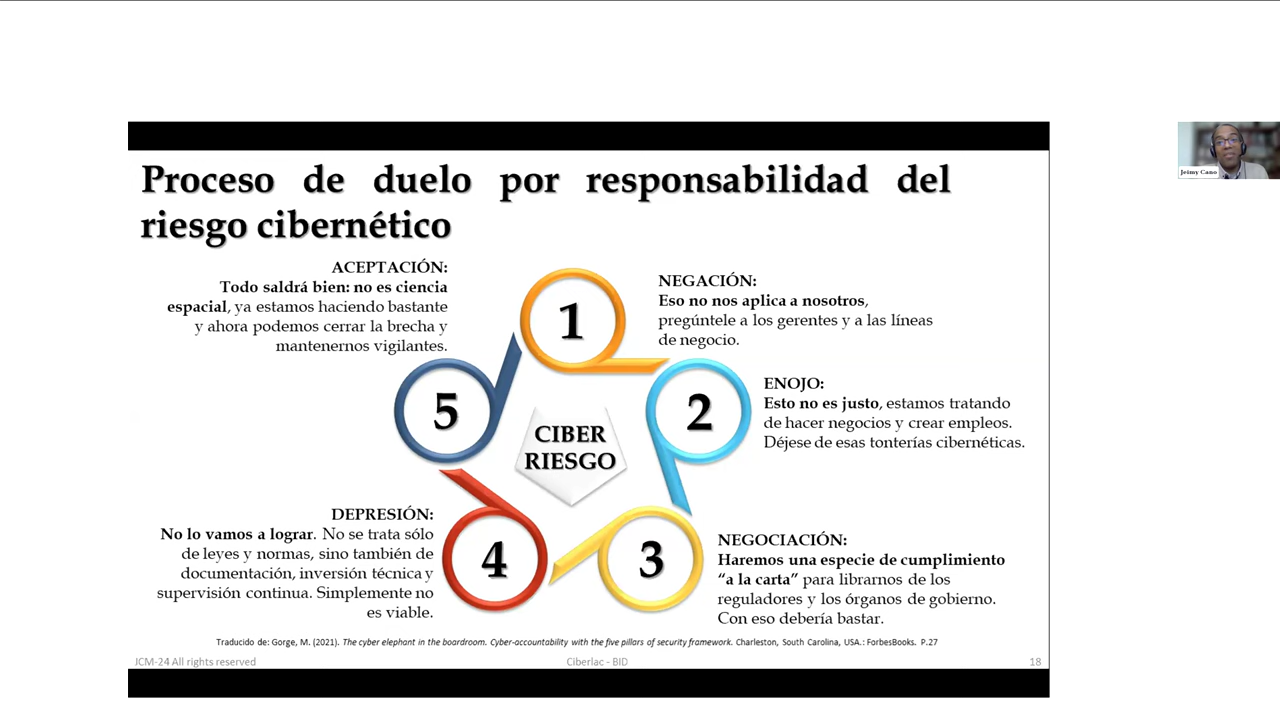 Proceso de duelo por responsabilidad del
riesgo cibernético
ACEPTACIÓN:
Todo saldrá bien: no es ciencia
espacial, ya estamos haciendo bastante
y ahora podemos cerrar la brecha y
mantenernos vigilantes.
1
NEGACIÓN:
Eso no nos aplica a nosotros,
pregúntele a los gerentes y a las líneas
de negocio.
5
2
ENOJO:
Esto no es justo, estamos tratando
de hacer negocios y crear empleos.
Déjese de esas tonterías cibernéticas.
CIBER
RIESGO
DEPRESIÓN:
No lo vamos a lograr. No se trata sólo
de leyes y normas, sino también de
documentación, inversión técnica y
supervisión continua. Simplemente no
es viable.
4
3
NEGOCIACIÓN:
Haremos una especie de cumplimiento
“a la carta” para librarnos de los
reguladores y los órganos de gobierno.
Con eso debería bastar.
Traducido de: Gorge, M. (2021). The cyber elephant in the boardroom. Cyber-accountability with the five pillars of security framework. Charleston, South Carolina, USA.: ForbesBooks. P.27
JCM-24 All rights reserved
Ciberlac - BID
18
Jeimy Cano